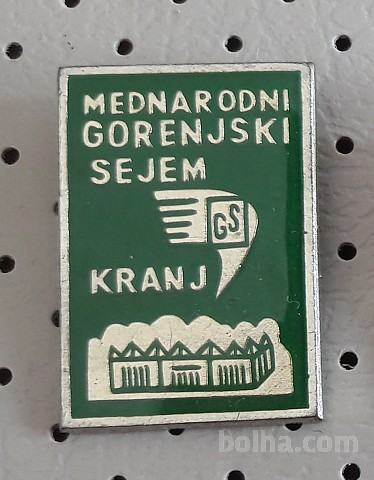 MEDNARODNI
GORENJSKI
SEJEM
GS
KRANJ
bolha.com